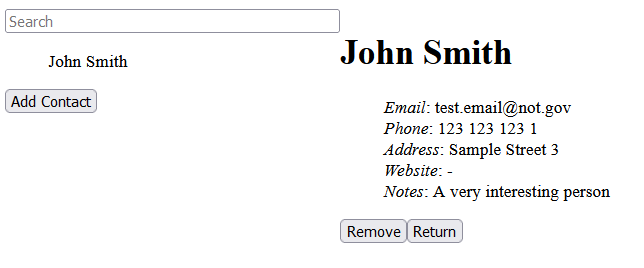 Search
John Smith
Add Contact
John Smith
Email: test.email@not.gov
Phone: 123 123 123 1
Address: Sample Street 3
Website: -
Notes: A very interesting person
Remove Return